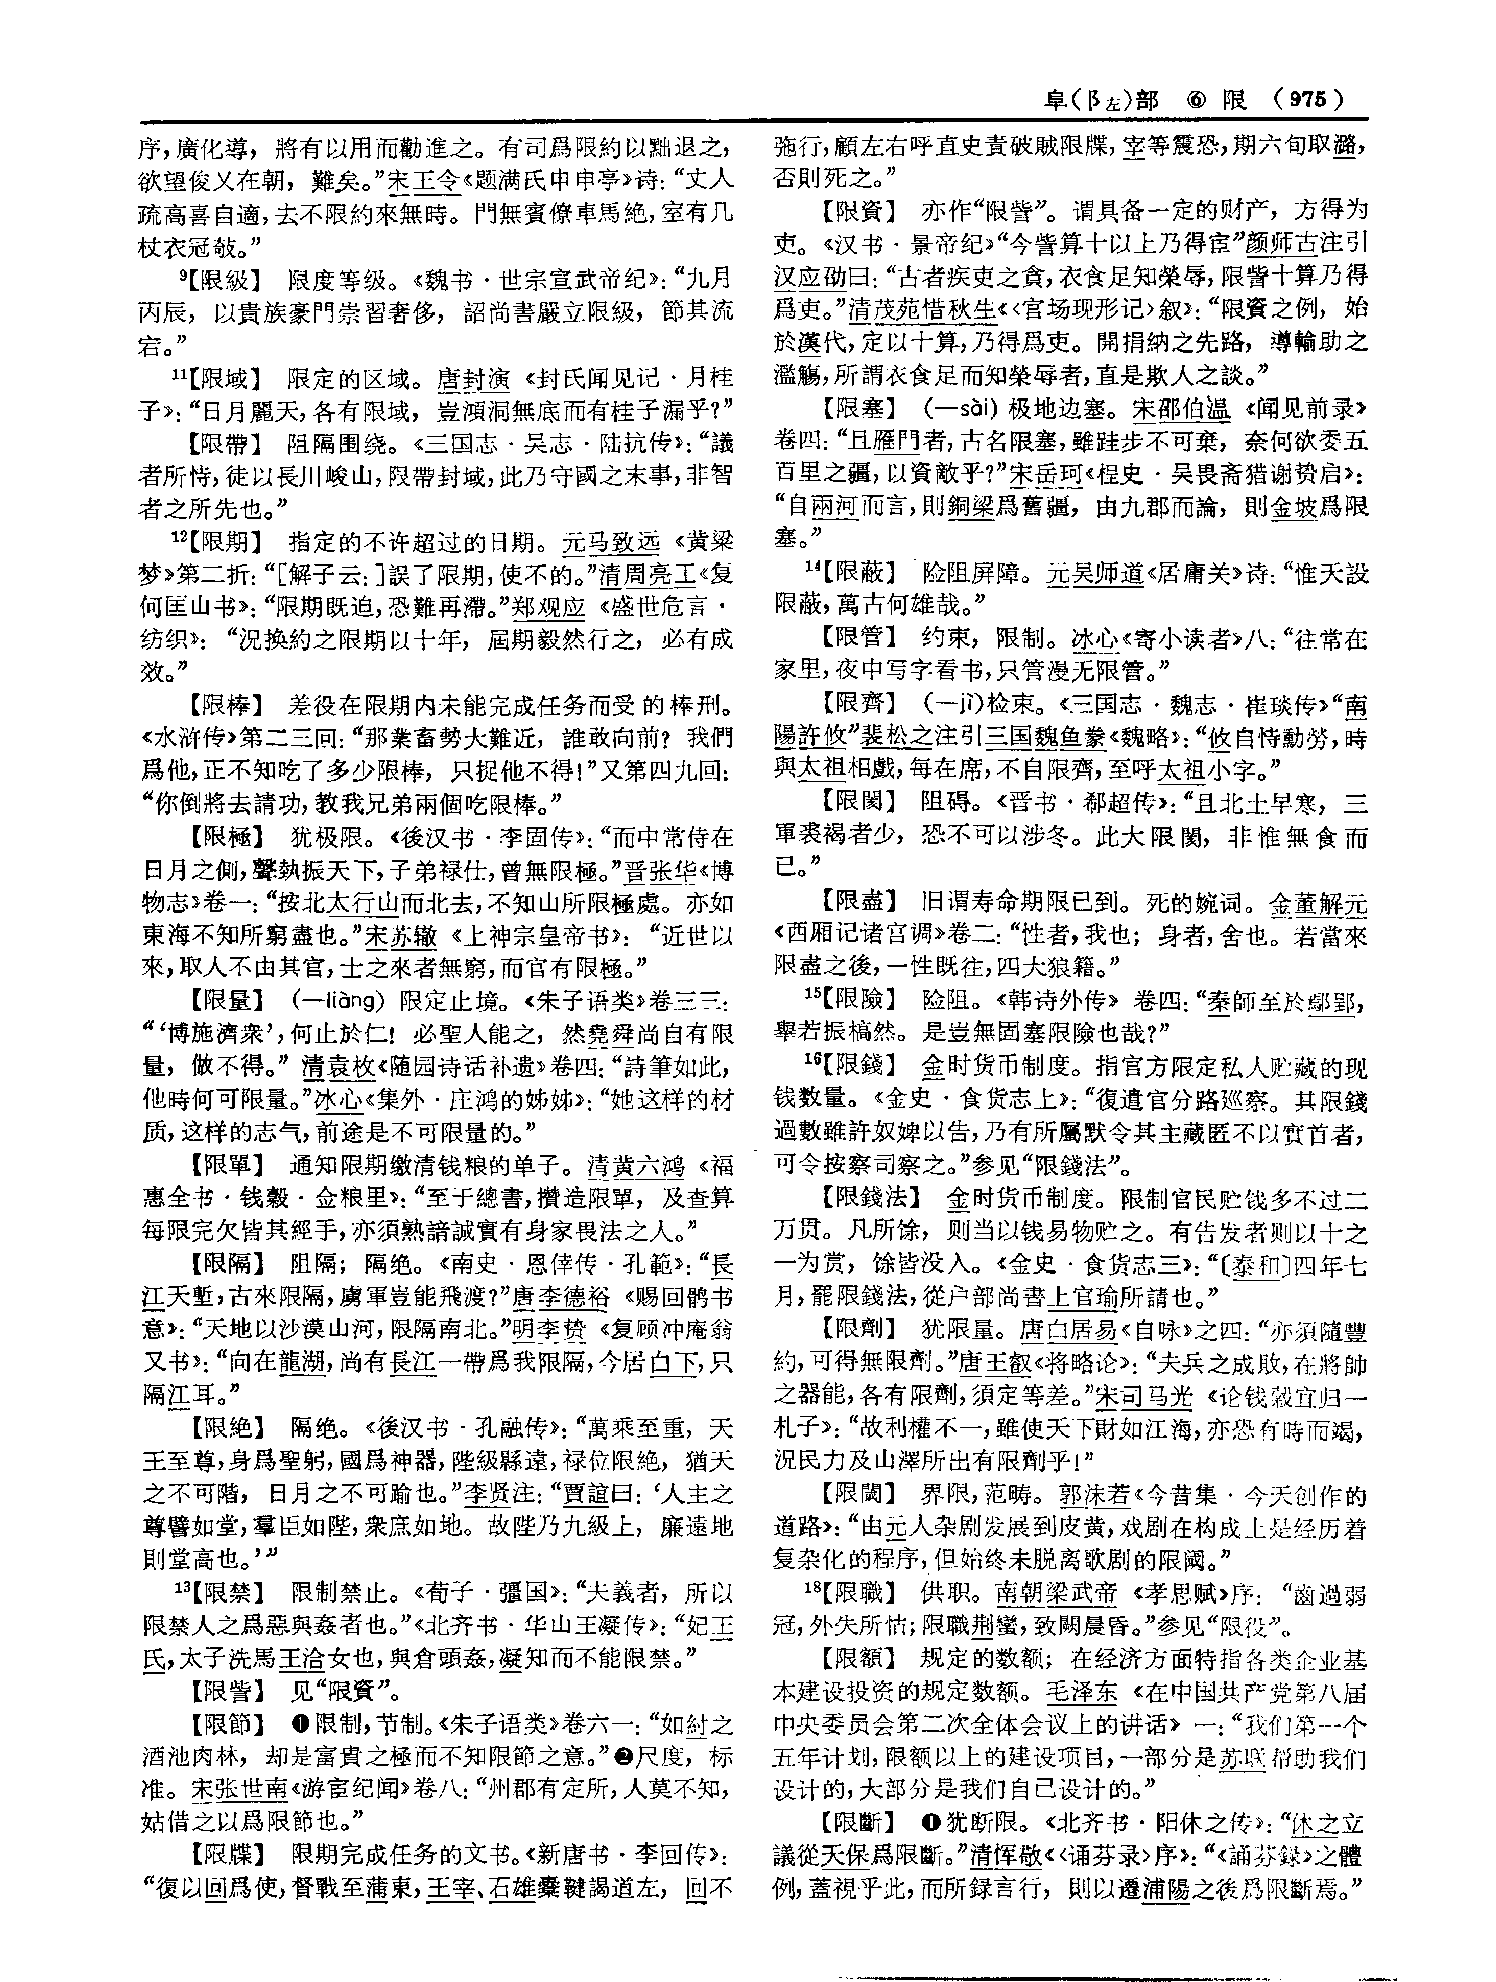 阜(阝左)部 ⑥ 限 (975)
序，廣化導，將有以用而勸進之。有司爲限約以黜退之，
欲望俊乂在朝，難矣。”宋王令《题满氏申申亭》诗：“丈人
疏高喜自適，去不限約來無時。門無賓僚車馬絶，室有几
杖衣冠攲。”
⁹【限級】 限度等级。《魏书·世宗宣武帝纪》：“九月
丙辰，以貴族豪門崇習奢侈，詔尚書嚴立限級，節其流
宕。”
¹¹【限域】 限定的区域。唐封演《封氏闻见记·月桂
子》：“日月麗天，各有限域，豈澒洞無底而有桂子漏乎？”
【限帶】 阻隔围绕。《三国志·吴志·陆抗传》：“議
者所恃，徒以長川峻山，限帶封域，此乃守國之末事，非智
者之所先也。”
¹²【限期】 指定的不许超过的日期。元马致远《黄粱
梦》第二折：“［解子云：］誤了限期，使不的。”清周亮工《复
何匡山书》：“限期既迫，恐難再滯。”郑观应《盛世危言·
纺织》：“況换約之限期以十年，屆期毅然行之，必有成
效。”
【限棒】 差役在限期内未能完成任务而受的棒刑。
《水浒传》第二三回：“那業畜勢大難近，誰敢向前？我們
爲他，正不知吃了多少限棒，只捉他不得！”又第四九回：
“你倒將去請功，教我兄弟兩個吃限棒。”
【限極】 犹极限。《後汉书·李固传》：“而中常侍在
日月之側，聲埶振天下，子弟禄仕，曾無限極。”晋张华《博
物志》卷一：“按北太行山而北去，不知山所限極處。亦如
東海不知所窮盡也。”宋苏辙《上神宗皇帝书》：“近世以
來，取人不由其官，士之來者無窮，而官有限極。”
【限量】 (—liàng) 限定止境。《朱子语类》卷三三：
“‘博施濟衆’，何止於仁！必聖人能之，然堯舜尚自有限
量，做不得。”清袁枚《随园诗话补遗》卷四：“詩筆如此，
他時何可限量。”冰心《集外·庄鸿的姊姊》：“她这样的材
质，这样的志气，前途是不可限量的。”
【限單】 通知限期缴清钱粮的单子。清黄六鸿《福
惠全书·钱穀·佥粮里》：“至于總書，攢造限單，及查算
每限完欠皆其經手，亦須熟諳誠實有身家畏法之人。”
【限隔】 阻隔；隔绝。《南史·恩倖传·孔範》：“長
江天塹，古來限隔，虜軍豈能飛渡？”唐李德裕《赐回鹘书
意》：“天地以沙漠山河，限隔南北。”明李贽《复顾冲庵翁
又书》：“向在龍湖，尚有長江一帶爲我限隔，今居白下，只
隔江耳。”
【限絶】 隔绝。《後汉书·孔融传》：“萬乘至重，天
王至尊，身爲聖躬，國爲神器，陛級縣遠，禄位限絶，猶天
之不可階，日月之不可踰也。”李贤注：“賈誼曰：‘人主之
尊譬如堂，羣臣如陛，衆庶如地。故陛乃九級上，廉遠地
則堂高也。’”
¹³【限禁】 限制禁止。《荀子·彊国》：“夫義者，所以
限禁人之爲惡與姦者也。”《北齐书·华山王凝传》：“妃王
氏，太子洗馬王洽女也，與倉頭姦，凝知而不能限禁。”
【限訾】 见“限資”。
【限節】 ❶限制，节制。《朱子语类》卷六一：“如紂之
酒池肉林，却是富貴之極而不知限節之意。”❷尺度，标
准。宋张世南《游宦纪闻》卷八：“州郡有定所，人莫不知，
姑借之以爲限節也。”
【限牒】 限期完成任务的文书。《新唐书·李回传》：
“復以回爲使，督戰至蒲東，王宰、石雄櫜鞬謁道左，回不
弛行，顧左右呼直史責破賊限牒，宰等震恐，期六旬取潞，
否則死之。”
【限資】 亦作“限訾”。谓具备一定的财产，方得为
吏。《汉书·景帝纪》“今訾算十以上乃得宦”颜师古注引
汉应劭曰：“古者疾吏之貪，衣食足知榮辱，限訾十算乃得
爲吏。”清茂苑惜秋生《〈官场现形记〉叙》：“限資之例，始
於漢代，定以十算，乃得爲吏。開捐納之先路，導輸助之
濫觴，所謂衣食足而知榮辱者，直是欺人之談。”
【限塞】 (—sài) 极地边塞。宋邵伯温《闻见前录》
卷四：“且雁門者，古名限塞，雖跬步不可棄，奈何欲委五
百里之疆，以資敵乎？”宋岳珂《桯史·吴畏斋猎谢贽启》：
“自兩河而言，則銅梁爲舊疆，由九郡而論，則金坡爲限
塞。”
¹⁴【限蔽】 险阻屏障。元吴师道《居庸关》诗：“惟天設
限蔽，萬古何雄哉。”
【限管】 约束，限制。冰心《寄小读者》八：“往常在
家里，夜中写字看书，只管漫无限管。”
【限齊】 (—jì)检束。《三国志·魏志·崔琰传》“南
陽許攸”裴松之注引三国魏鱼豢《魏略》：“攸自恃勳勞，時
與太祖相戲，每在席，不自限齊，至呼太祖小字。”
【限閡】 阻碍。《晋书·郗超传》：“且北土早寒，三
軍裘褐者少，恐不可以涉冬。此大限閡，非惟無食而
已。”
【限盡】 旧谓寿命期限已到。死的婉词。金董解元
《西厢记诸宫调》卷二：“性者，我也；身者，舍也。若當來
限盡之後，一性既往，四大狼籍。”
¹⁵【限險】 险阻。《韩诗外传》卷四：“秦師至於鄢郢，
舉若振槁然。是豈無固塞限險也哉？”
¹⁶【限錢】 金时货币制度。指官方限定私人贮藏的现
钱数量。《金史·食货志上》：“復遣官分路巡察。其限錢
過數雖許奴婢以告，乃有所屬默令其主藏匿不以實首者，
可令按察司察之。”参见“限錢法”。
【限錢法】 金时货币制度。限制官民贮钱多不过二
万贯。凡所馀，则当以钱易物贮之。有告发者则以十之
一为赏，馀皆没入。《金史·食货志三》：“〔泰和〕四年七
月，罷限錢法，從户部尚書上官瑜所請也。”
【限劑】 犹限量。唐白居易《自咏》之四：“亦須隨豐
約，可得無限劑。”唐王叡《将略论》：“夫兵之成敗，在將帥
之器能，各有限劑，須定等差。”宋司马光《论钱穀宜归一
札子》：“故利權不一，雖使天下財如江海，亦恐有時而竭，
況民力及山澤所出有限劑乎！”
【限閾】 界限，范畴。郭沫若《今昔集·今天创作的
道路》：“由元人杂剧发展到皮黄，戏剧在构成上是经历着
复杂化的程序，但始终未脱离歌剧的限阈。”
¹⁸【限職】 供职。南朝梁武帝《孝思赋》序：“齒過弱
冠，外失所怙；限職荆蠻，致闕晨昏。”参见“限役”。
【限額】 规定的数额；在经济方面特指各类企业基
本建设投资的规定数额。毛泽东《在中国共产党第八届
中央委员会第二次全体会议上的讲话》一：“我们第一个
五年计划，限额以上的建设项目，一部分是苏联帮助我们
设计的，大部分是我们自己设计的。”
【限斷】 ❶犹断限。《北齐书·阳休之传》：“休之立
議從天保爲限斷。”清恽敬《〈诵芬录〉序》：“《誦芬録》之體
例，蓋視乎此，而所録言行，則以遷浦陽之後爲限斷焉。”